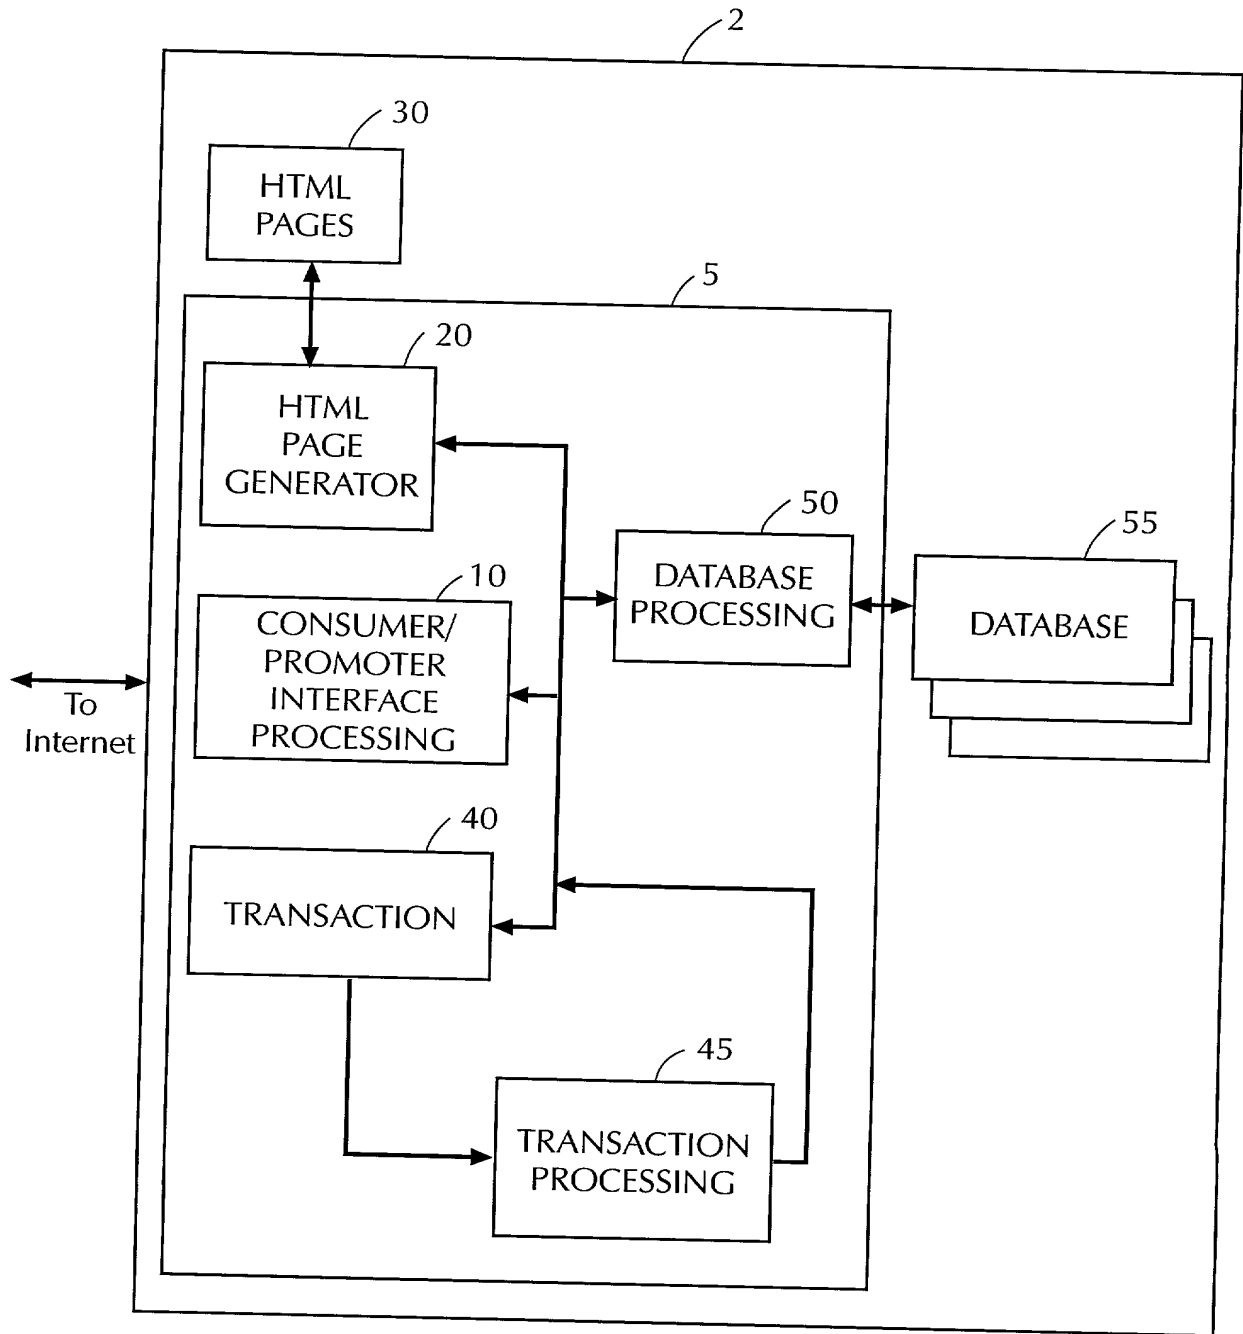 2
30
HTML
PAGES
5
20
HTML
PAGE
GENERATOR
50
DATABASE
PROCESSING
55
DATABASE
10
CONSUMER/
PROMOTER
INTERFACE
PROCESSING
To
Internet
40
TRANSACTION
45
TRANSACTION
PROCESSING